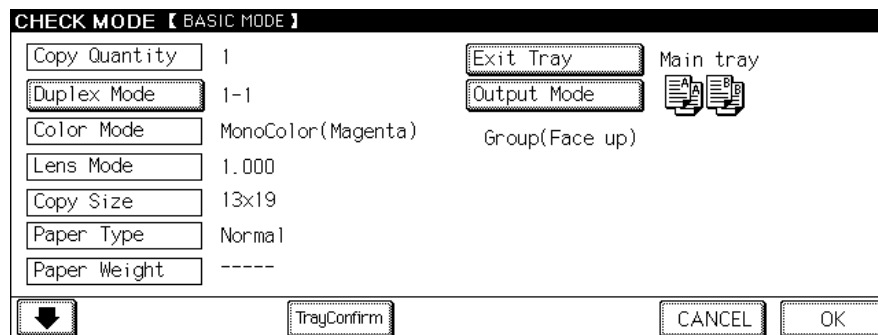 CHECK MODE【 BASIC MODE 】
Copy Quantity 1 Exit Tray Main tray
Duplex Mode 1-1 Output Mode A A B B
Color Mode MonoColor(Magenta) Group(Face up)
Lens Mode 1.000
Copy Size 13x19
Paper Type Normal
Paper Weight -----
TrayConfirm CANCEL OK